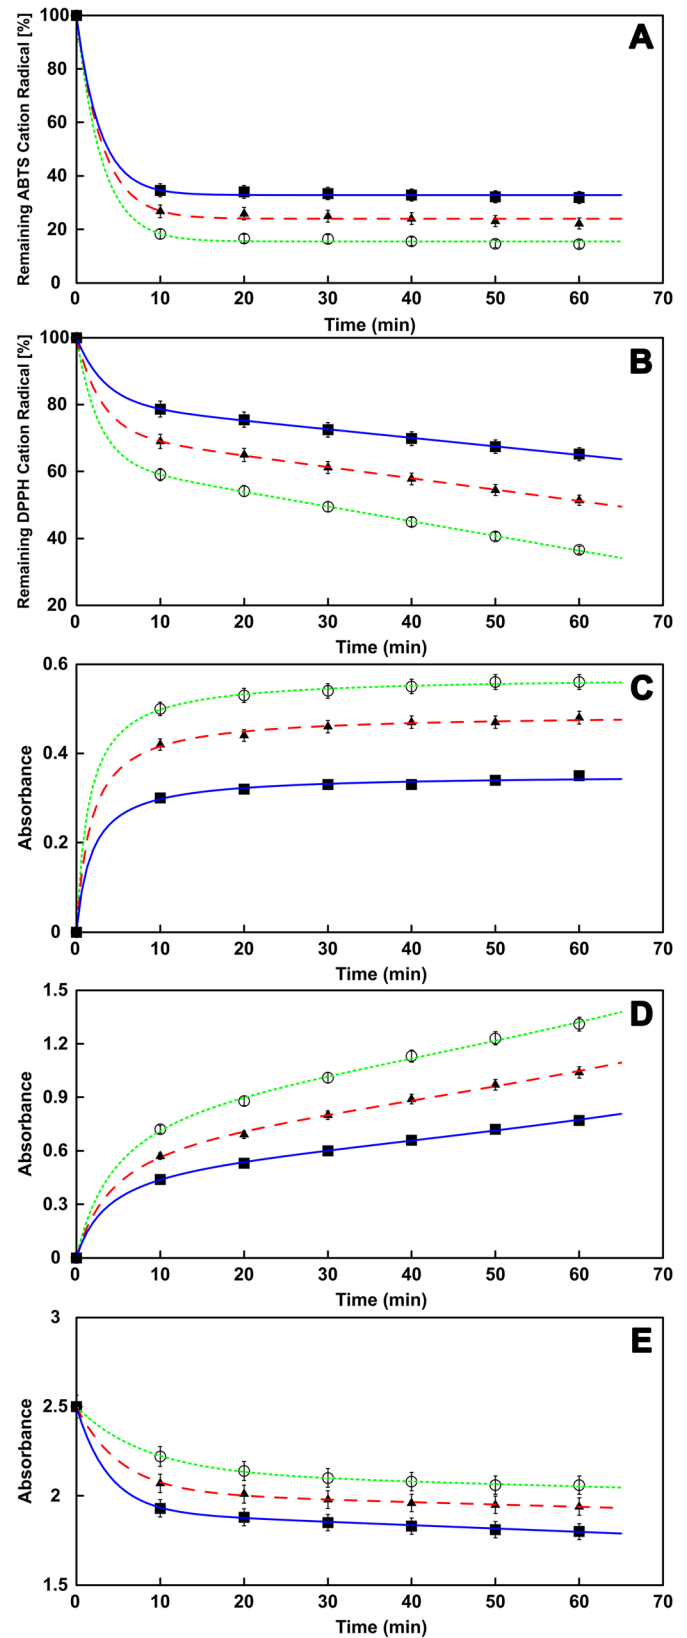 A
Remaining ABTS Cation Radical [%]
100
80
60
40
20
0
0 10 20 30 40 50 60 70
Time (min)
B
Remaining DPPH Cation Radical [%]
100
80
60
40
20
0 10 20 30 40 50 60 70
Time (min)
C
Absorbance
0.6
0.4
0.2
0
0 10 20 30 40 50 60 70
Time (min)
D
Absorbance
1.5
1.2
0.9
0.6
0.3
0
0 10 20 30 40 50 60 70
Time (min)
E
Absorbance
3
2.5
2
1.5
0 10 20 30 40 50 60 70
Time (min)